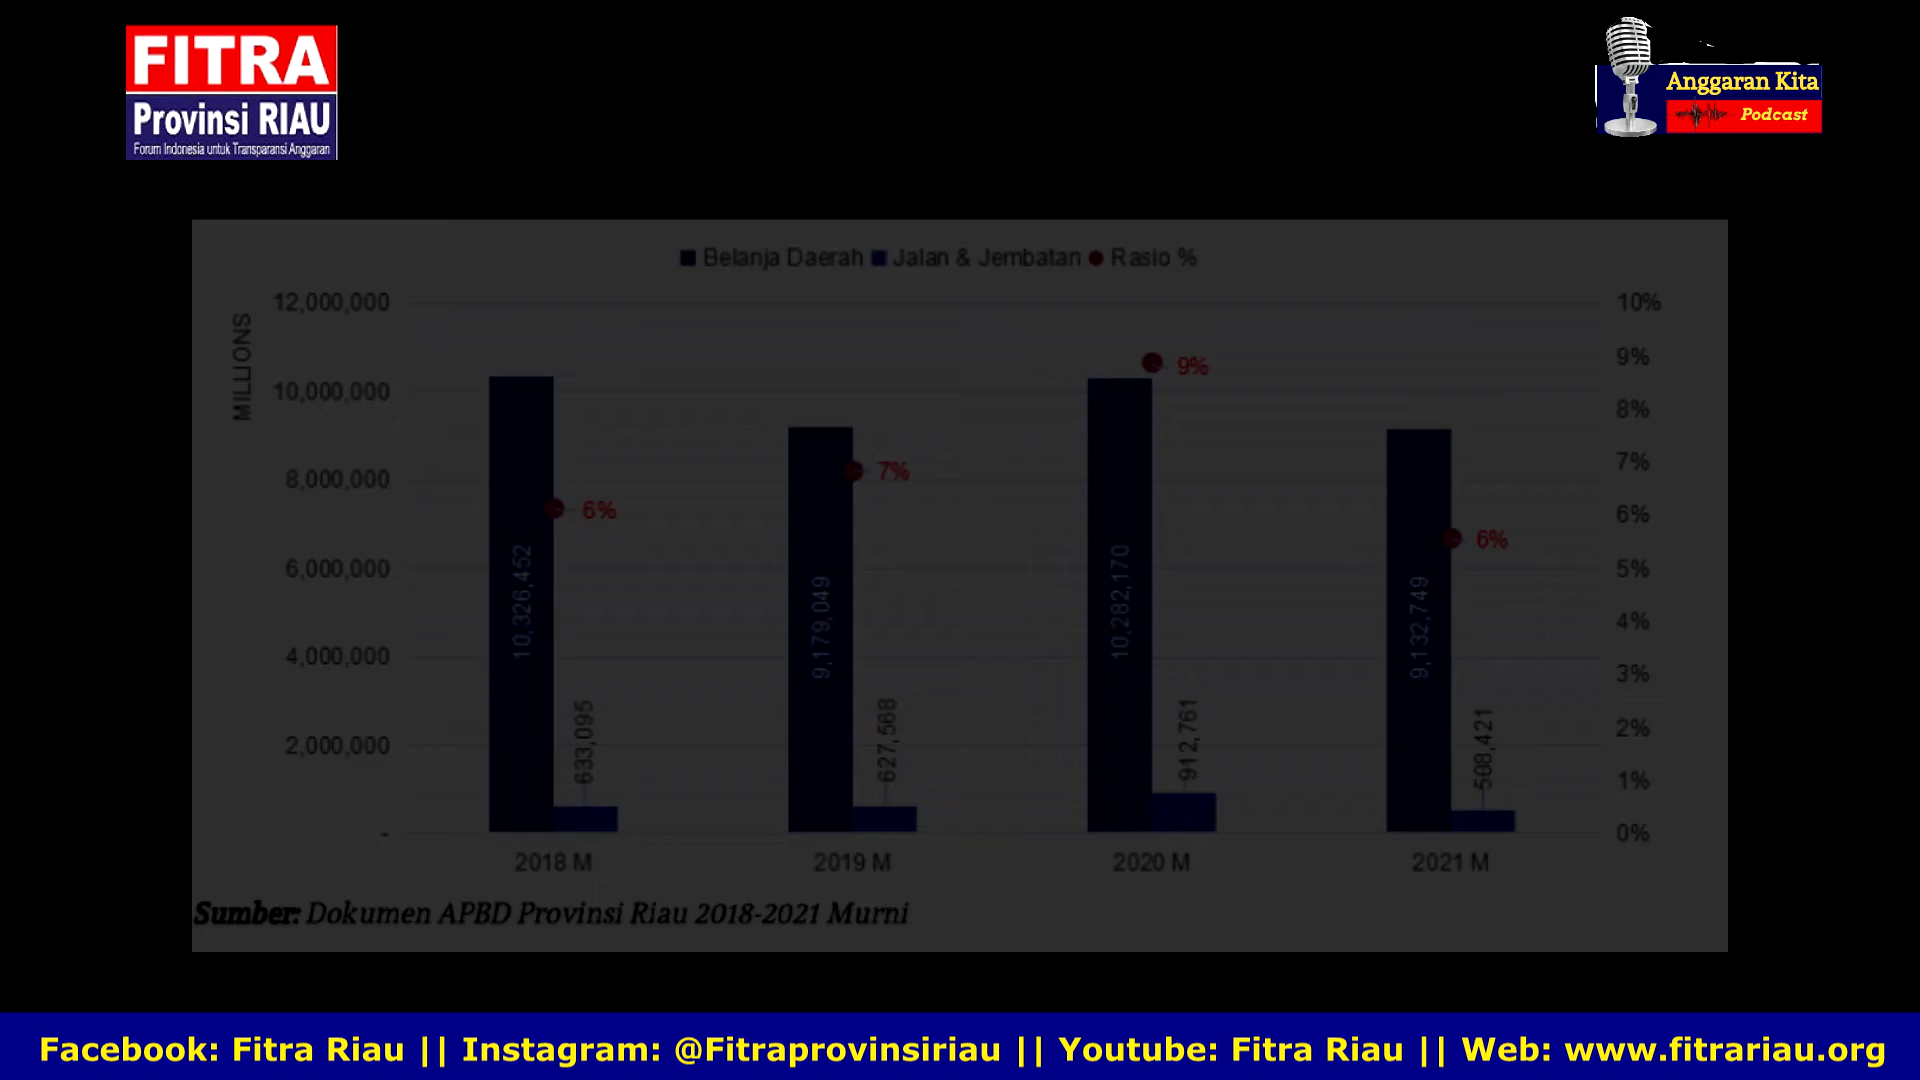 FITRA
Provinsi RIAU
Forum Indonesia untuk Transparansi Anggaran
Anggaran Kita
Podcast
Belanja Daerah Jalan & Jembatan Rasio %
MILLIONS
12,000,000
10,000,000
8,000,000
6,000,000
4,000,000
2,000,000
-
10%
9%
8%
7%
6%
5%
4%
3%
2%
1%
0%
6%
7%
9%
6%
10,326,452
633,095
9,179,049
627,568
10,282,170
912,761
9,132,749
508,421
2018 M
2019 M
2020 M
2021 M
Sumber: Dokumen APBD Provinsi Riau 2018-2021 Murni
Facebook: Fitra Riau || Instagram: @Fitraprovinsiriau || Youtube: Fitra Riau || Web: www.fitrariau.org